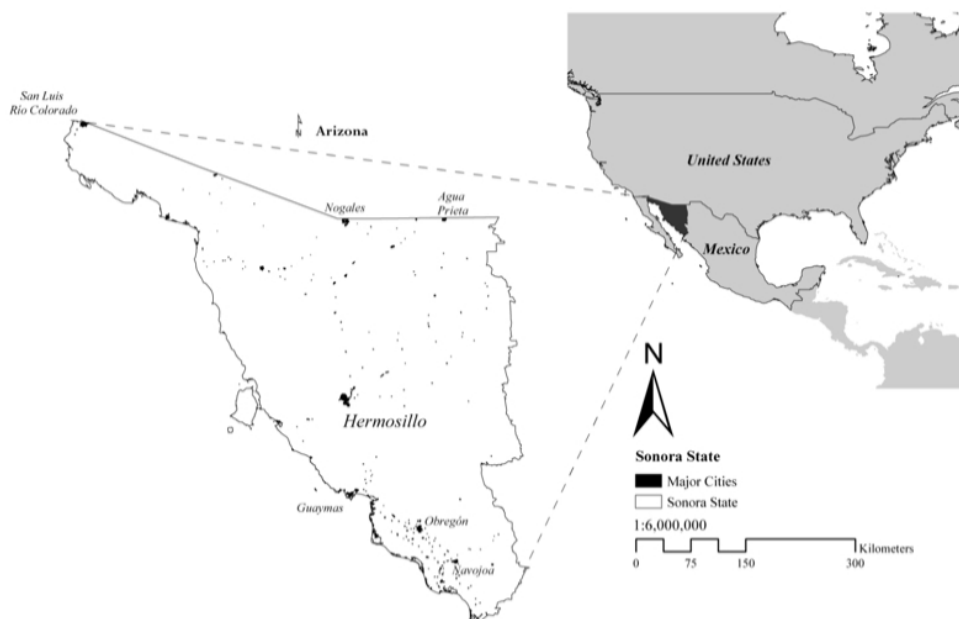 San Luis
Río Colorado
Arizona
Nogales
Agua
Prieta
Hermosillo
Guaymas
Obregón
Navojoa
United States
Mexico
N
Sonora State
Major Cities
Sonora State
1:6,000,000
Kilometers
0 75 150 300